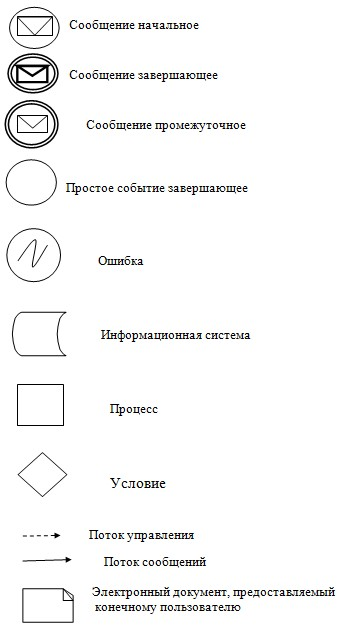 Сообщение начальное
Сообщение завершающее
Сообщение промежуточное
Простое событие завершающее
Ошибка
Информационная система
Процесс
Условие
Поток управления
Поток сообщений
Электронный документ, предоставляемый
конечному пользователю